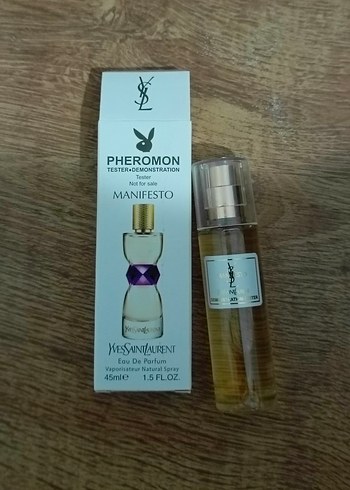 YSL
PHEROMON
TESTER•DEMONSTRATION
Tester
Not for sale
MANIFESTO
YVESSAINTLAURENT
Eau De Parfum
Vaporisateur Natural Spray
45ml℮ 1.5 FL.OZ.
YSL